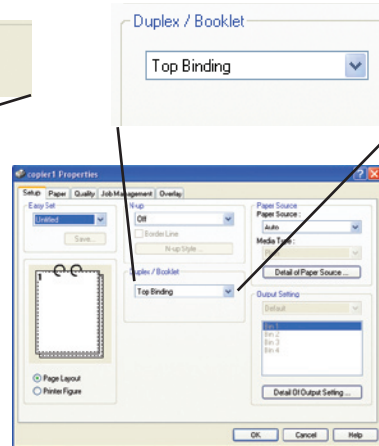 Duplex / Booklet
Top Binding
copier1 Properties
Setup Paper Quality Job Management Overlay
Easy Set
Untitled
Save...
N-up
Off
Border Line
N-up Style ...
Duplex / Booklet
Top Binding
Paper Source
Paper Source :
Auto
Media Type :
Detail of Paper Source ...
Output Setting
Default
Bin 1
Bin 2
Bin 3
Bin 4
Detail Of Output Setting ...
1
Page Layout
Printer Figure
OK Cancel Help